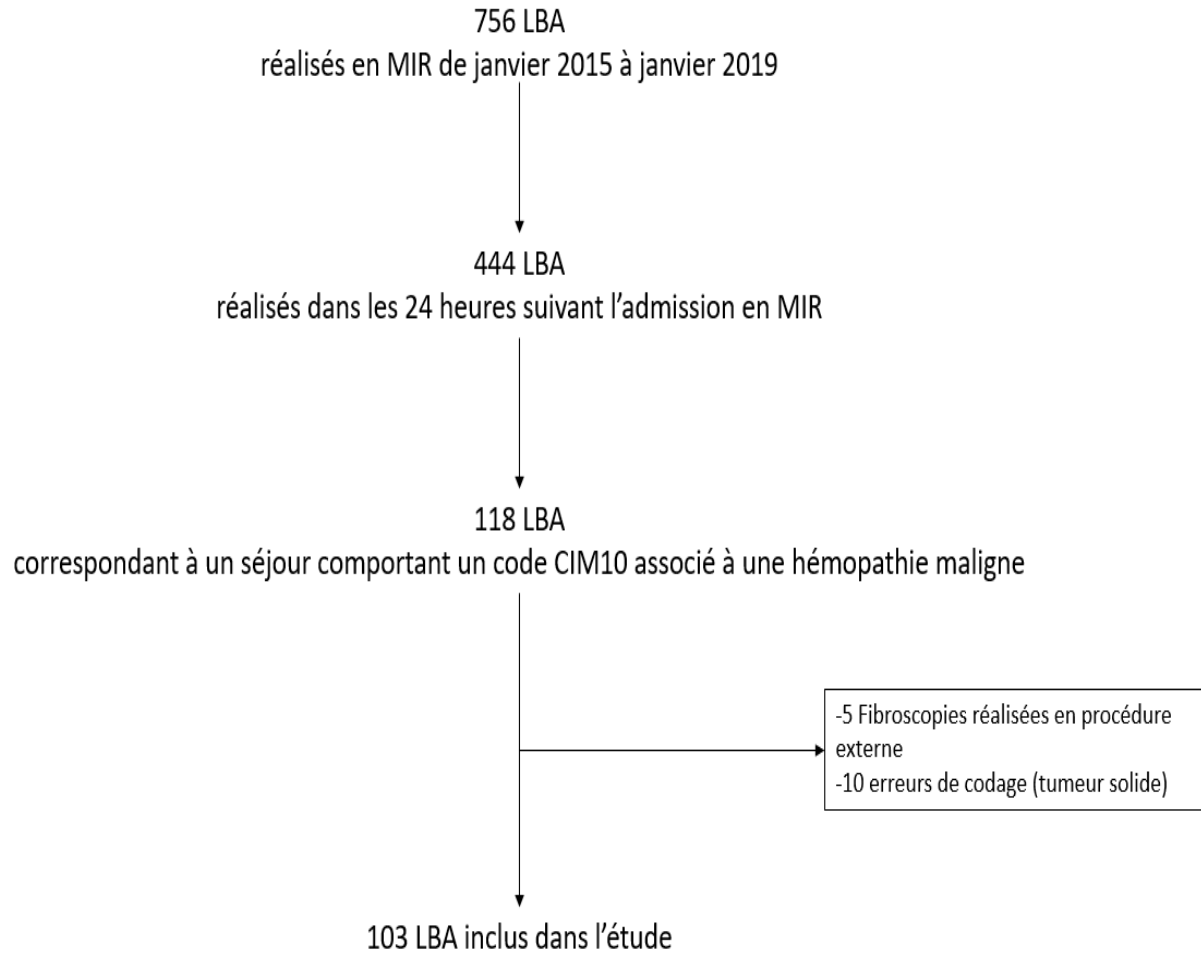 756 LBA
réalisés en MIR de janvier 2015 à janvier 2019
444 LBA
réalisés dans les 24 heures suivant l’admission en MIR
118 LBA
correspondant à un séjour comportant un code CIM10 associé à une hémopathie maligne
-5 Fibroscopies réalisées en procédure
externe
-10 erreurs de codage (tumeur solide)
103 LBA inclus dans l’étude